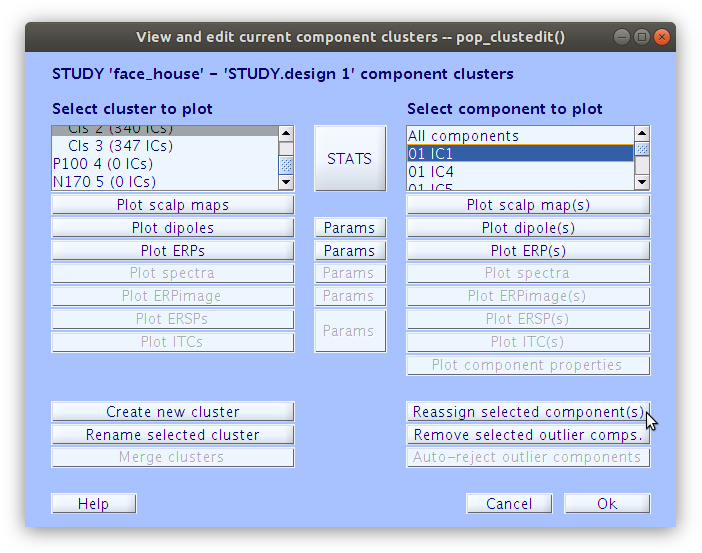 View and edit current component clusters -- pop_clustedit()
STUDY 'face_house' - 'STUDY.design 1' component clusters
Select cluster to plot
Select component to plot
Cls 2 (340 ICs)
Cls 3 (347 ICs)
P100 4 (0 ICs)
N170 5 (0 ICs)
STATS
All components
01 IC1
01 IC4
01 IC5
Plot scalp maps
Plot scalp map(s)
Plot dipoles
Params
Plot dipole(s)
Plot ERPs
Params
Plot ERP(s)
Plot spectra
Params
Plot spectra
Plot ERPimage
Params
Plot ERPimage(s)
Plot ERSPs
Params
Plot ERSP(s)
Plot ITCs
Plot ITC(s)
Plot component properties
Create new cluster
Reassign selected component(s)
Rename selected cluster
Remove selected outlier comps.
Merge clusters
Auto-reject outlier components
Help
Cancel
Ok